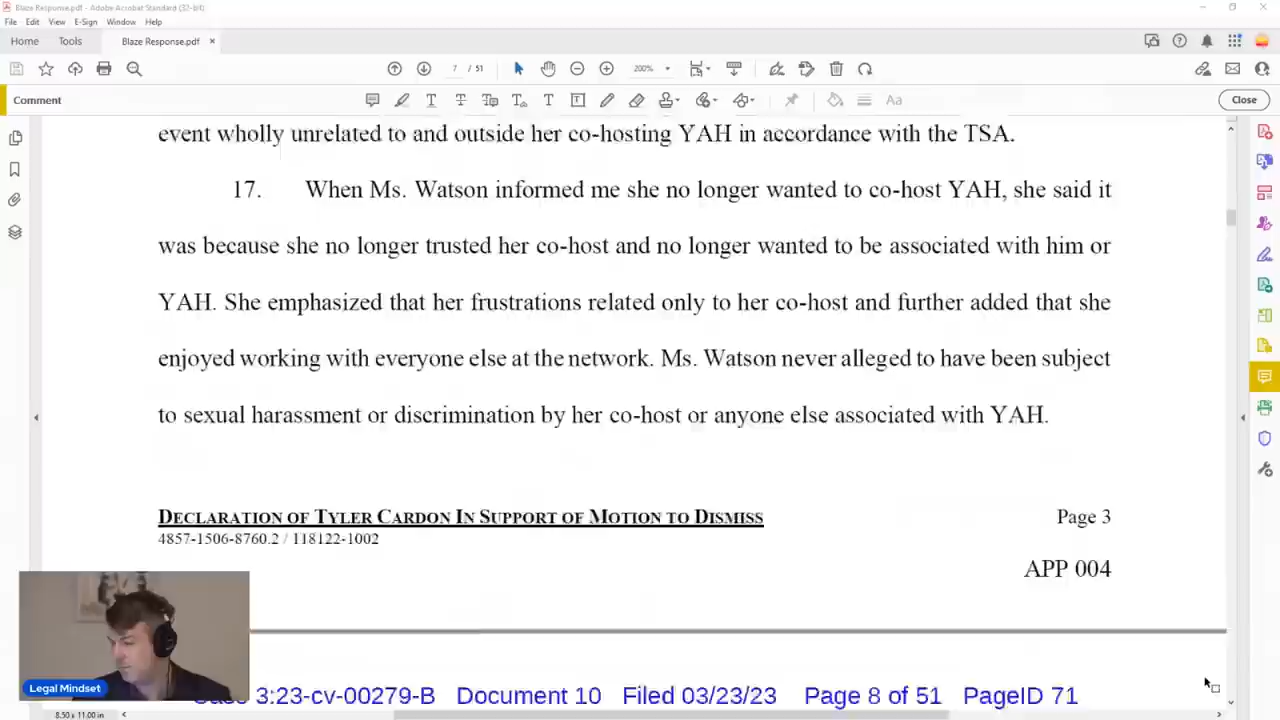 Blaze Response.pdf - Adobe Acrobat Standard (32-bit)
File Edit View E-Sign Window Help
Home Tools Blaze Response.pdf ×
7 / 51 200%
Comment Aa Close
event wholly unrelated to and outside her co-hosting YAH in accordance with the TSA.
17. When Ms. Watson informed me she no longer wanted to co-host YAH, she said it
was because she no longer trusted her co-host and no longer wanted to be associated with him or
YAH. She emphasized that her frustrations related only to her co-host and further added that she
enjoyed working with everyone else at the network. Ms. Watson never alleged to have been subject
to sexual harassment or discrimination by her co-host or anyone else associated with YAH.
DECLARATION OF TYLER CARDON IN SUPPORT OF MOTION TO DISMISS Page 3
4857-1506-8760.2 / 118122-1002
APP 004
Legal Mindset
3:23-cv-00279-B Document 10 Filed 03/23/23 Page 8 of 51 PageID 71
8.50 x 11.00 in